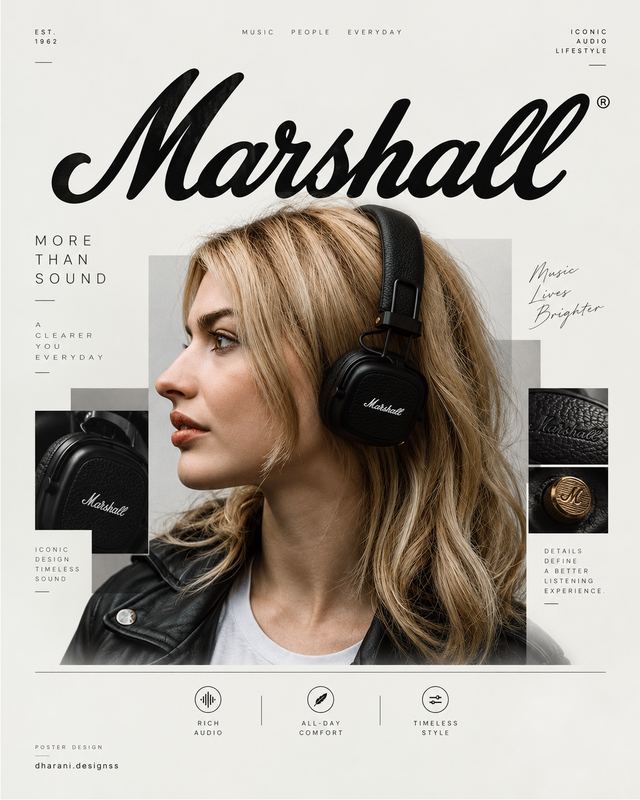 EST.
1962
MUSIC PEOPLE EVERYDAY
ICONIC
AUDIO
LIFESTYLE
Marshall®
MORE
THAN
SOUND
A
CLEARER
YOU
EVERYDAY
Music
Lives
Brighter
Marshall
Marshall
Marshall
M
ICONIC
DESIGN
TIMELESS
SOUND
DETAILS
DEFINE
A BETTER
LISTENING
EXPERIENCE.
RICH
AUDIO
ALL-DAY
COMFORT
TIMELESS
STYLE
POSTER DESIGN
dharani.designss